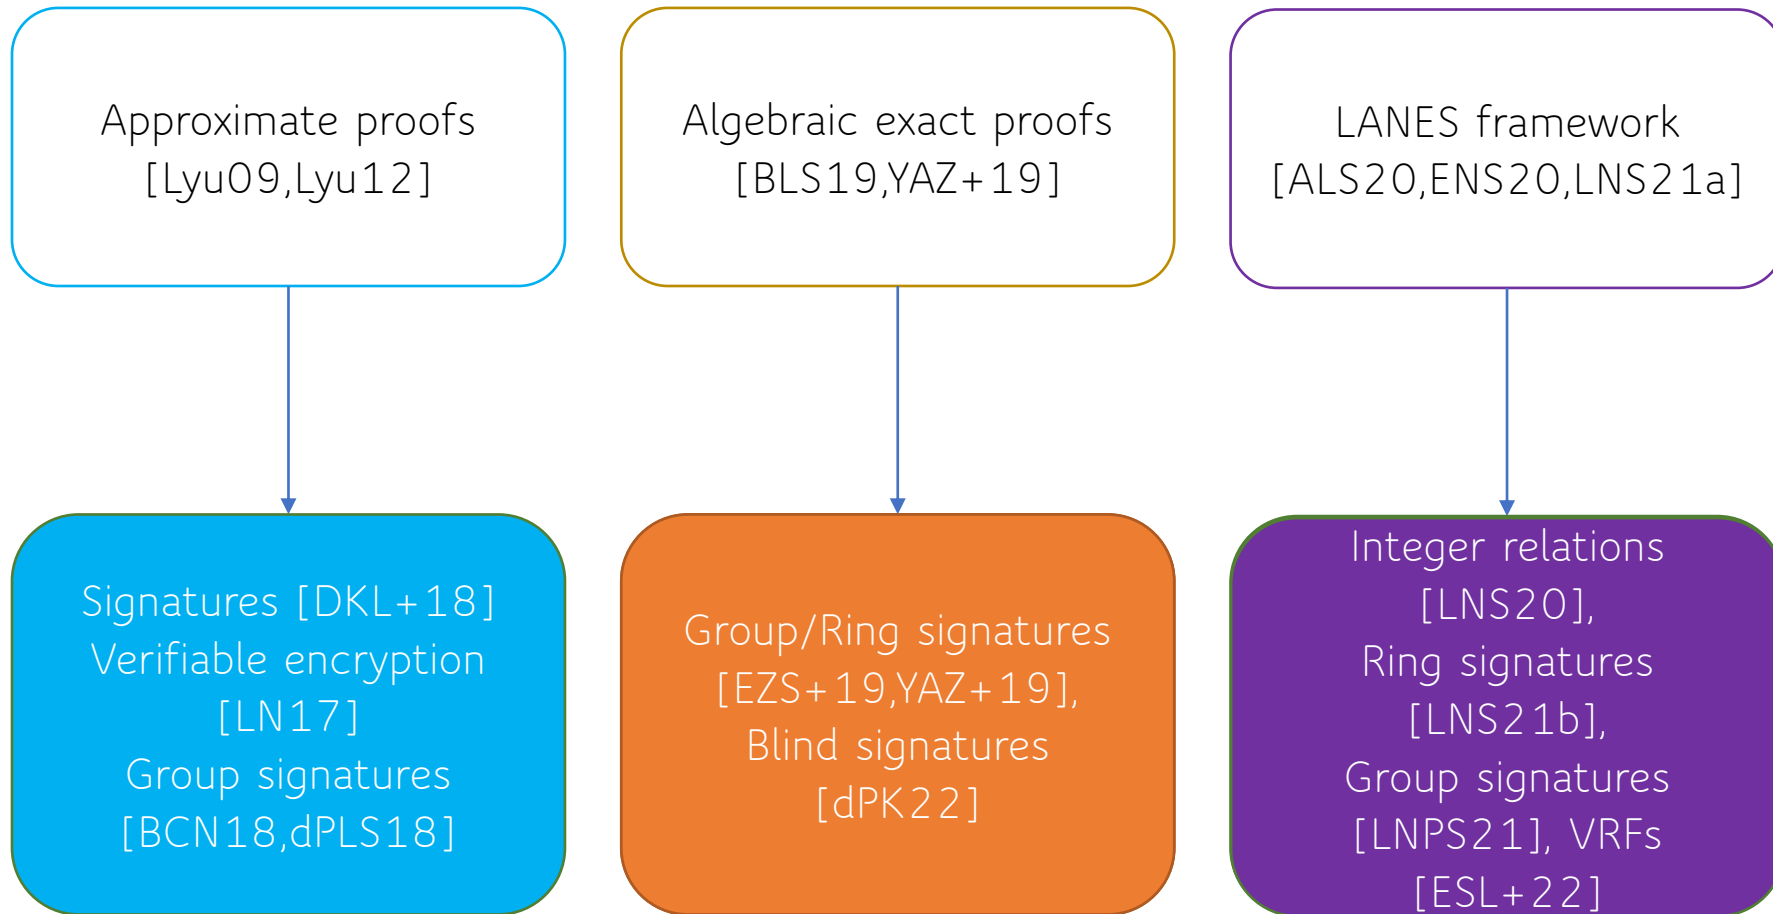 Approximate proofs
[Lyu09,Lyu12]
Algebraic exact proofs
[BLS19,YAZ+19]
LANES framework
[ALS20,ENS20,LNS21a]
Signatures [DKL+18]
Verifiable encryption
[LN17]
Group signatures
[BCN18,dPLS18]
Group/Ring signatures
[EZS+19,YAZ+19],
Blind signatures
[dPK22]
Integer relations
[LNS20],
Ring signatures
[LNS21b],
Group signatures
[LNPS21], VRFs
[ESL+22]